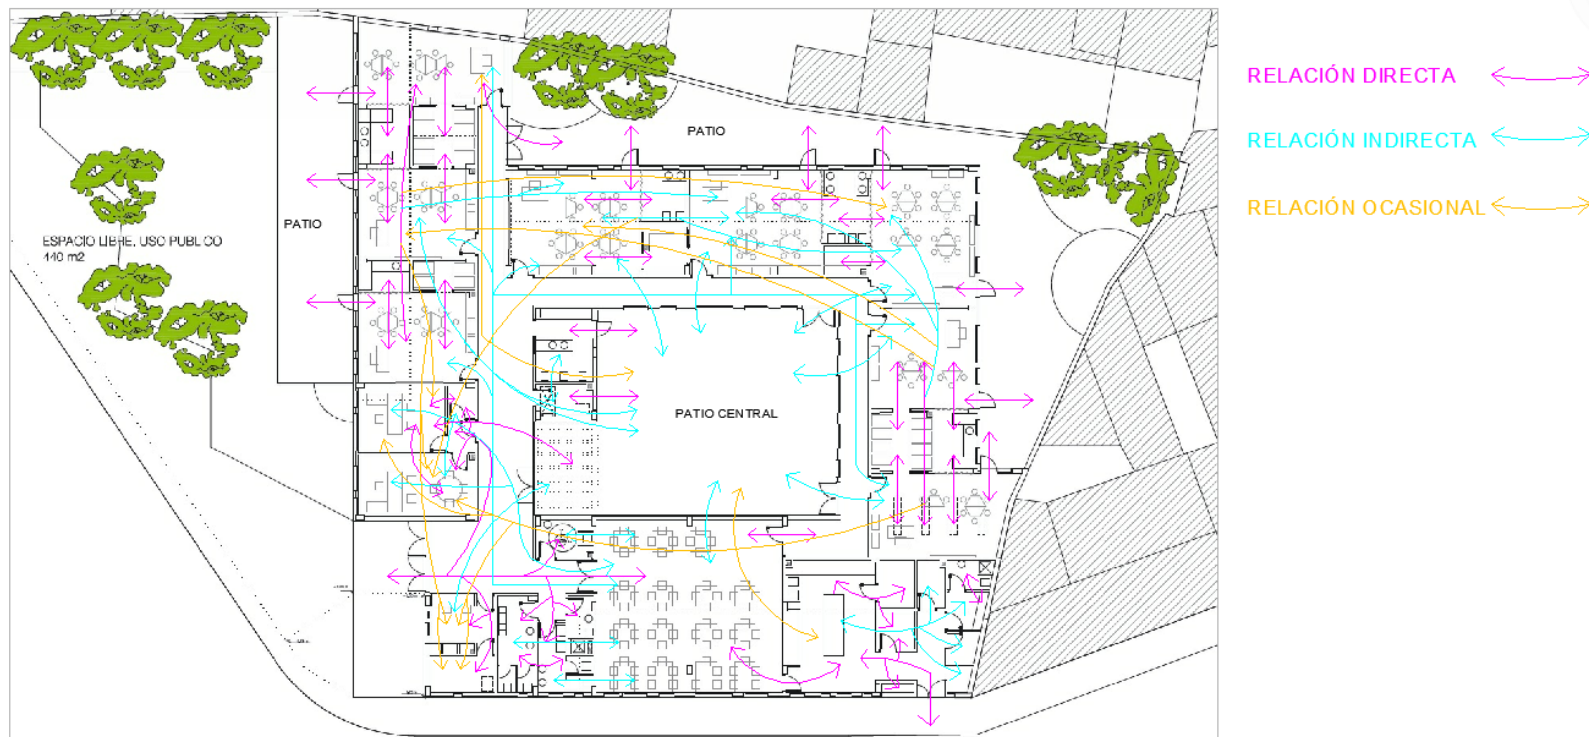 RELACIÓN DIRECTA
PATIO
RELACIÓN INDIRECTA
RELACIÓN OCASIONAL
PATIO
ESPACIO LIBRE, USO PUBLICO
440 m2
PATIO CENTRAL